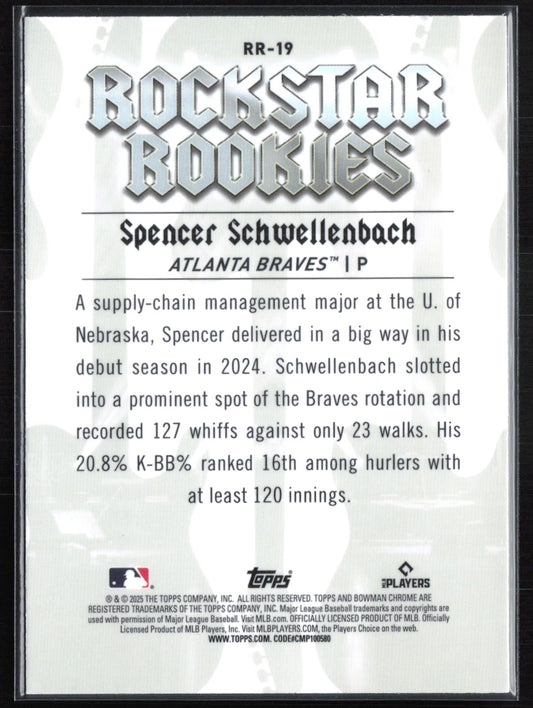 RR-19
ROCKSTAR
ROOKIES
Spencer Schwellenbach
ATLANTA BRAVES™ | P
A supply-chain management major at the U. of
Nebraska, Spencer delivered in a big way in his
debut season in 2024. Schwellenbach slotted
into a prominent spot of the Braves rotation and
recorded 127 whiffs against only 23 walks. His
20.8% K-BB% ranked 16th among hurlers with
at least 120 innings.
Topps
MLB PLAYERS
® & © 2025 THE TOPPS COMPANY, INC. ALL RIGHTS RESERVED. TOPPS AND BOWMAN CHROME ARE
REGISTERED TRADEMARKS OF THE TOPPS COMPANY, INC. Major League Baseball trademarks and copyrights are
used with permission of Major League Baseball. Visit MLB.com. OFFICIALLY LICENSED PRODUCT OF MLB. Officially
Licensed Product of MLB Players, Inc. Visit MLBPLAYERS.COM, the Players Choice on the web.
WWW.TOPPS.COM. CODE#CMP100580